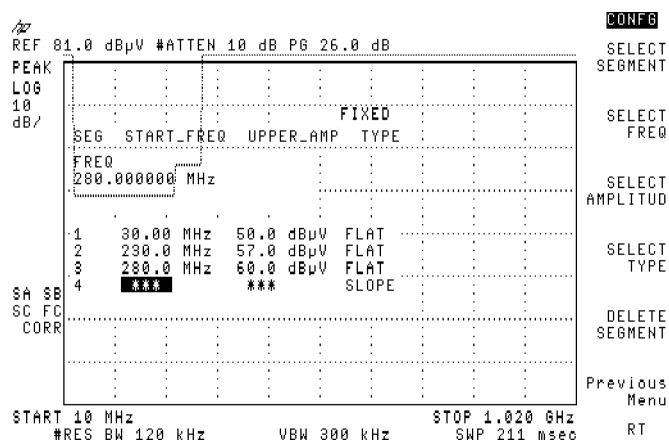 hp
REF 81.0 dBµV #ATTEN 10 dB PG 26.0 dB
PEAK
LOG
10
dB/
FIXED
SEG START_FREQ UPPER_AMP TYPE
FREQ
280.000000 MHz
1 30.00 MHz 50.0 dBµV FLAT
2 230.0 MHz 57.0 dBµV FLAT
3 280.0 MHz 60.0 dBµV FLAT
4 *** *** SLOPE
SA SB
SC FC
CORR
START 10 MHz STOP 1.020 GHz
#RES BW 120 kHz VBW 300 kHz SWP 211 msec
CONFG
SELECT
SEGMENT
SELECT
FREQ
SELECT
AMPLITUD
SELECT
TYPE
DELETE
SEGMENT
Previous
Menu
RT